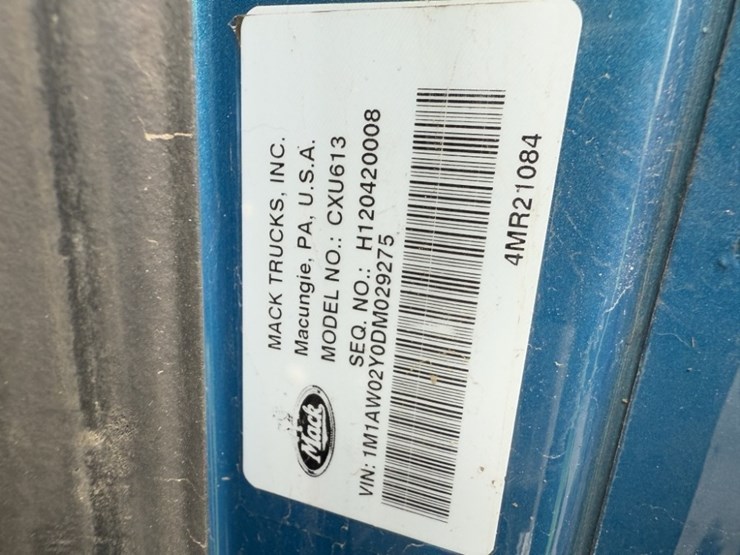 MACK TRUCKS, INC.
Macungie, PA, U.S.A.
MODEL NO.: CXU613
SEQ. NO.: H120420008
VIN: 1M1AW02Y0DM029275
Mack
4MR21084